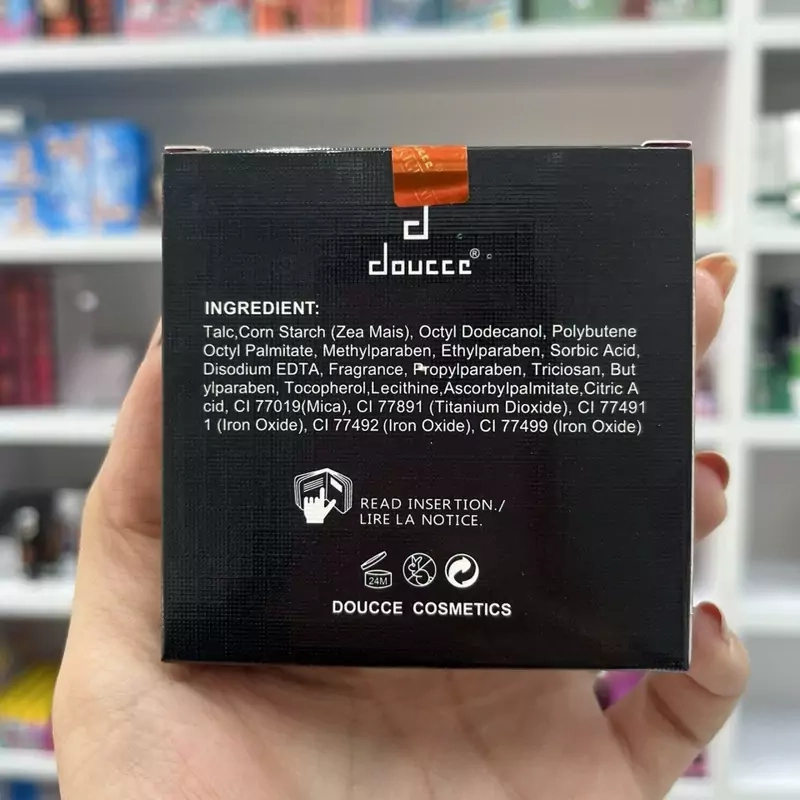 doucce®
INGREDIENT:
Talc,Corn Starch (Zea Mais), Octyl Dodecanol, Polybutene
Octyl Palmitate, Methylparaben, Ethylparaben, Sorbic Acid,
Disodium EDTA, Fragrance, Propylparaben, Triciosan, But
ylparaben, Tocopherol,Lecithine,Ascorbylpalmitate,Citric A
cid, CI 77019(Mica), CI 77891 (Titanium Dioxide), CI 77491
1 (Iron Oxide), CI 77492 (Iron Oxide), CI 77499 (Iron Oxide)
READ INSERTION./
LIRE LA NOTICE.
24M
DOUCCE COSMETICS